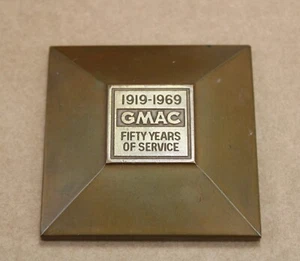 1919-1969
GMAC
FIFTY YEARS
OF SERVICE